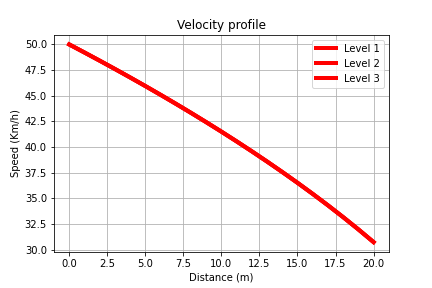 Velocity profile
Level 1
Level 2
Level 3
Speed (Km/h)
50.0
47.5
45.0
42.5
40.0
37.5
35.0
32.5
30.0
0.0 2.5 5.0 7.5 10.0 12.5 15.0 17.5 20.0
Distance (m)